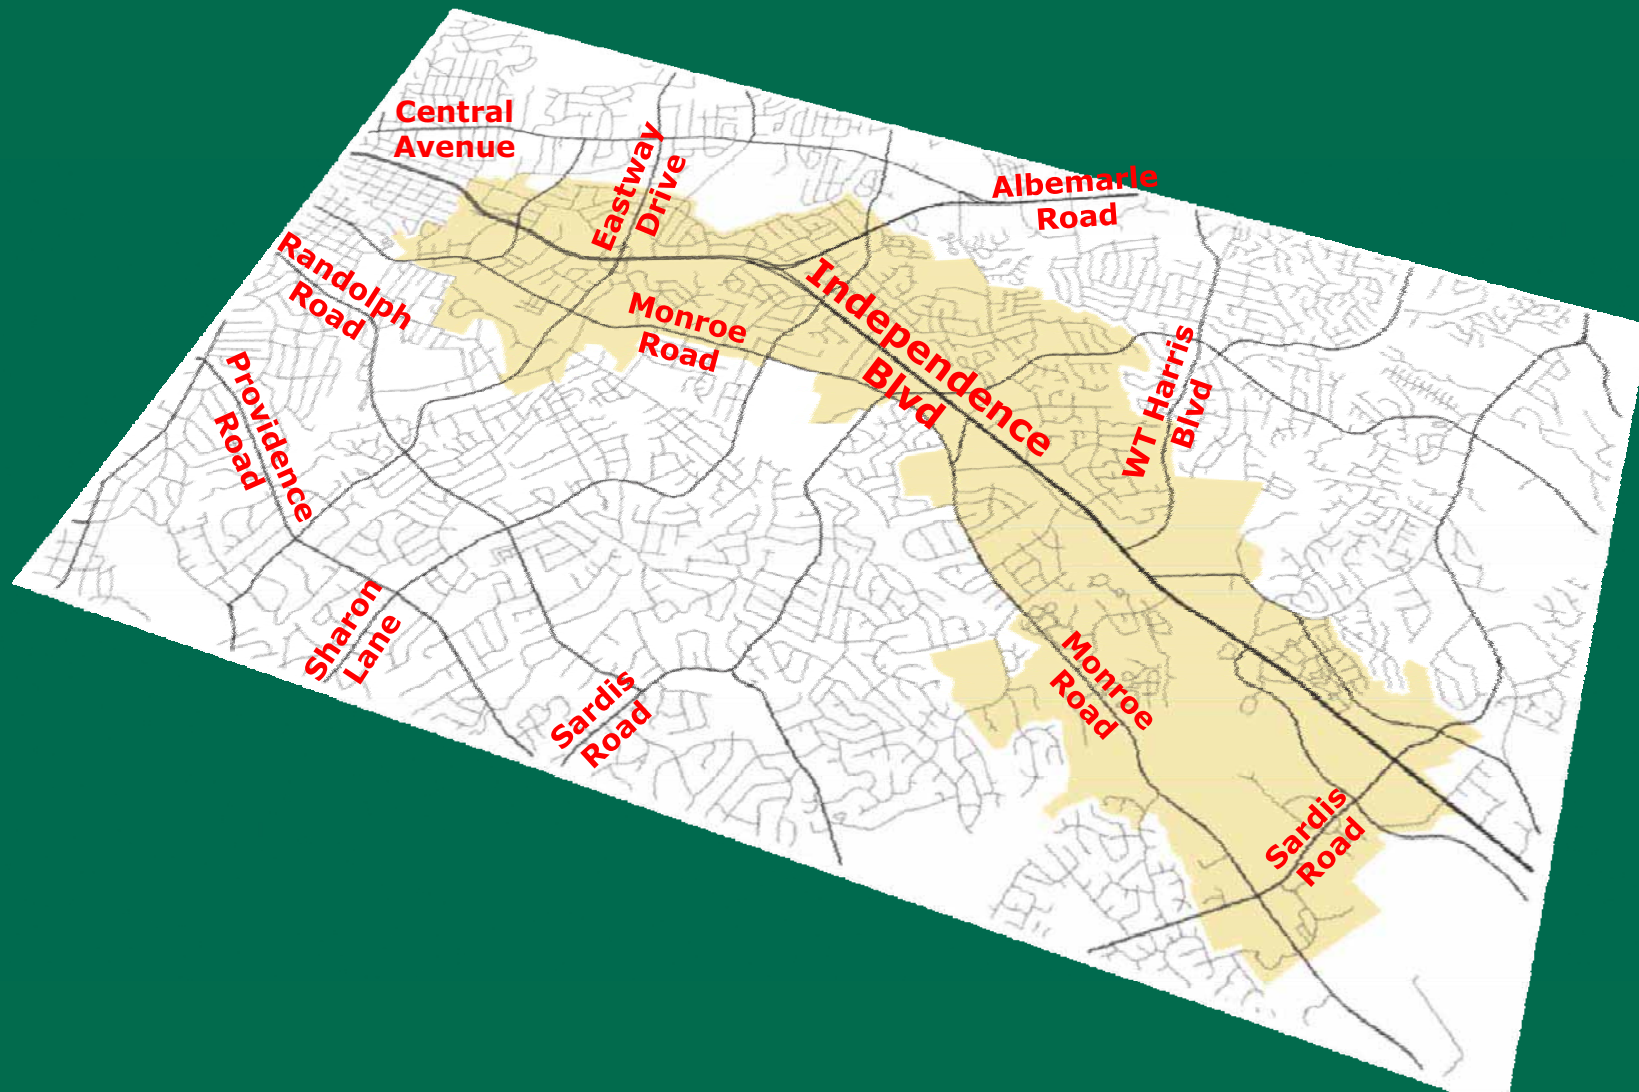 Central
Avenue
Eastway
Drive
Albemarle
Road
Randolph
Road
Independence
Blvd
Monroe
Road
WT Harris
Blvd
Providence
Road
Sharon
Lane
Sardis
Road
Monroe
Road
Sardis
Road